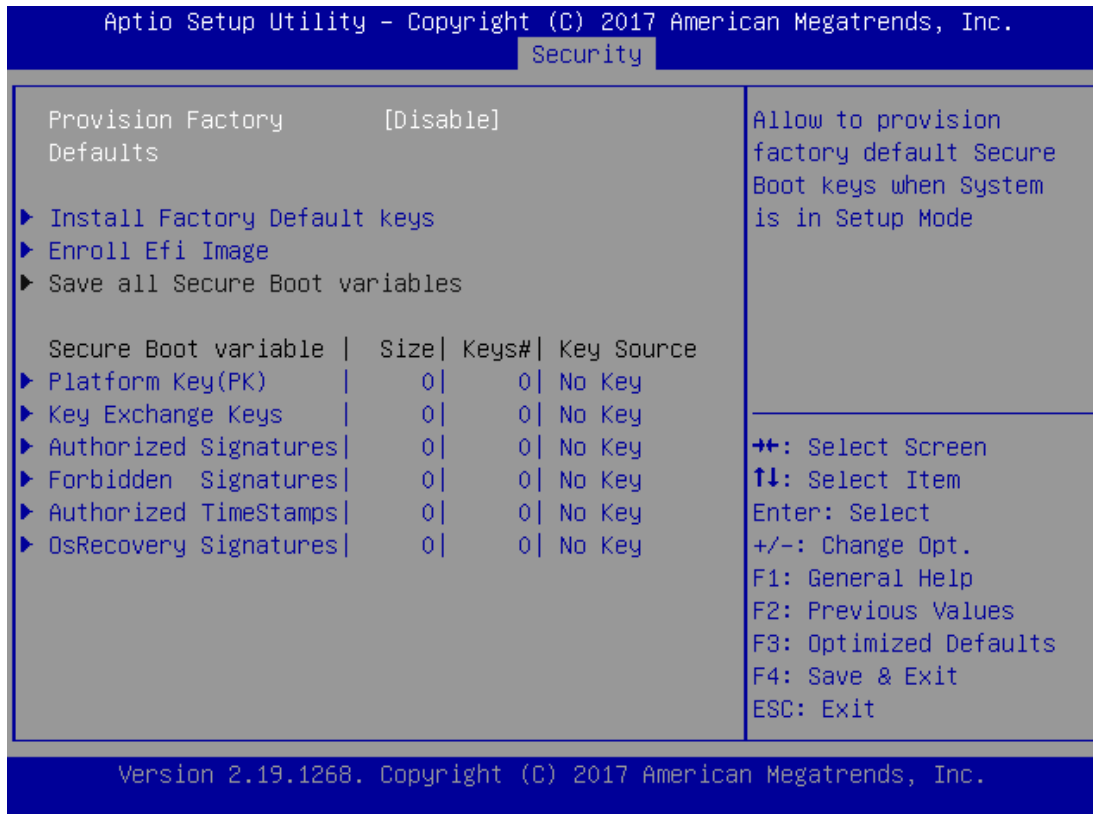 Aptio Setup Utility – Copyright (C) 2017 American Megatrends, Inc.
Security
Provision Factory [Disable]
Defaults
▶ Install Factory Default keys
▶ Enroll Efi Image
▶ Save all Secure Boot variables
Secure Boot variable | Size| Keys#| Key Source
▶ Platform Key(PK) | 0| 0| No Key
▶ Key Exchange Keys | 0| 0| No Key
▶ Authorized Signatures| 0| 0| No Key
▶ Forbidden Signatures| 0| 0| No Key
▶ Authorized TimeStamps| 0| 0| No Key
▶ OsRecovery Signatures| 0| 0| No Key
Allow to provision
factory default Secure
Boot keys when System
is in Setup Mode
→←: Select Screen
↑↓: Select Item
Enter: Select
+/-: Change Opt.
F1: General Help
F2: Previous Values
F3: Optimized Defaults
F4: Save & Exit
ESC: Exit
Version 2.19.1268. Copyright (C) 2017 American Megatrends, Inc.